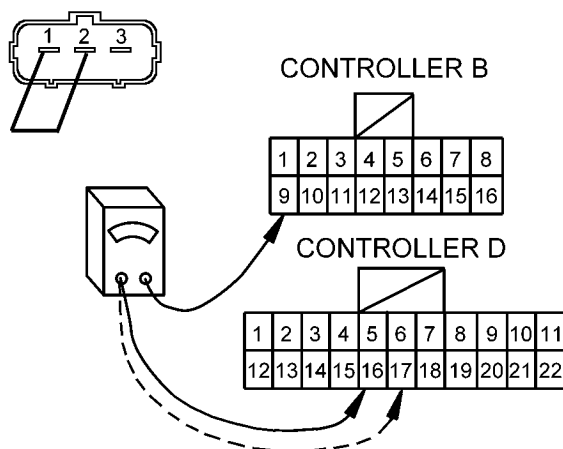 1 2 3
CONTROLLER B
1 2 3 4 5 6 7 8
9 10 11 12 13 14 15 16
CONTROLLER D
1 2 3 4 5 6 7 8 9 10 11
12 13 14 15 16 17 18 19 20 21 22